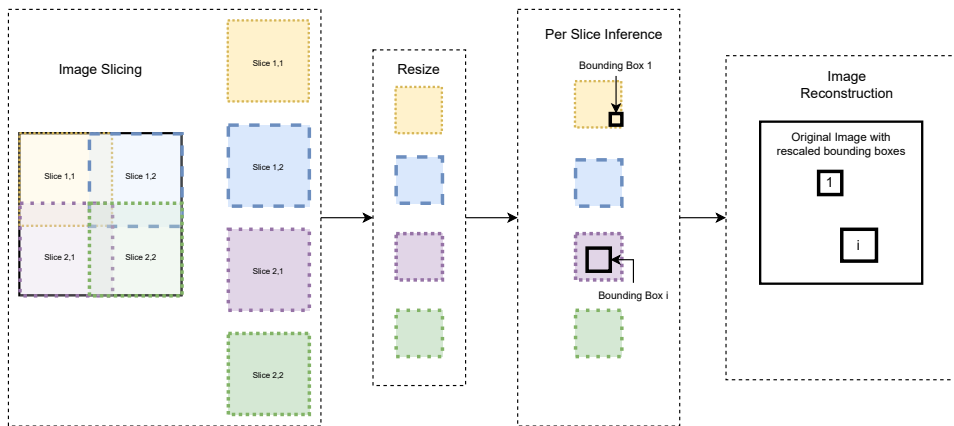 Image Slicing
Slice 1,1
Slice 1,2
Slice 2,1
Slice 2,2
Slice 1,1
Slice 1,2
Slice 2,1
Slice 2,2
Resize
Per Slice Inference
Bounding Box 1
Bounding Box i
Image
Reconstruction
Original Image with
rescaled bounding boxes
1
i